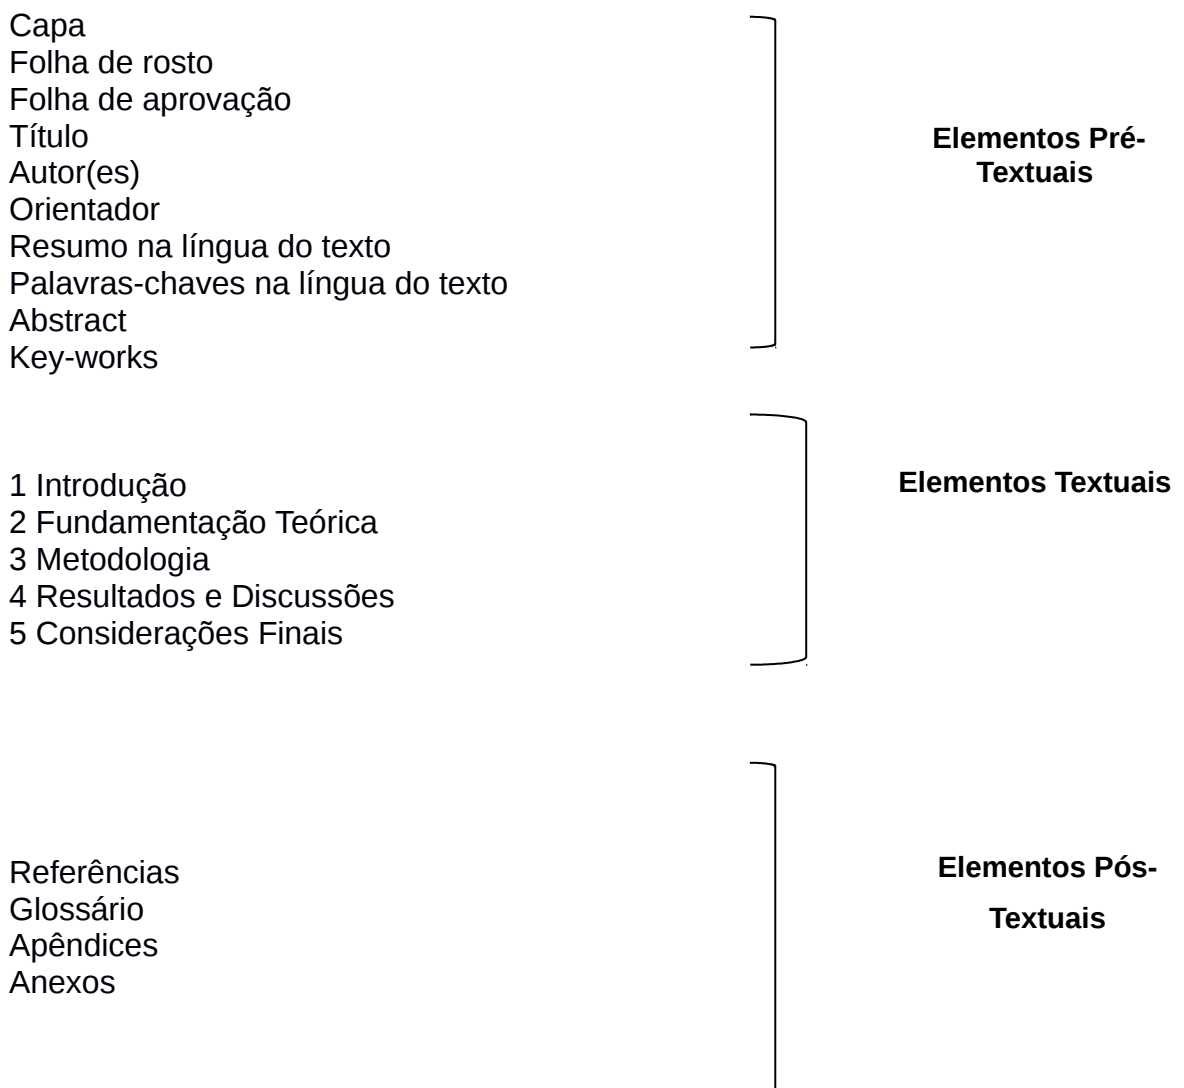 Capa
Folha de rosto
Folha de aprovação
Título
Autor(es)
Orientador
Resumo na língua do texto
Palavras-chaves na língua do texto
Abstract
Key-works
Elementos Pré-
Textuais
1 Introdução
2 Fundamentação Teórica
3 Metodologia
4 Resultados e Discussões
5 Considerações Finais
Elementos Textuais
Referências
Glossário
Apêndices
Anexos
Elementos Pós-
Textuais